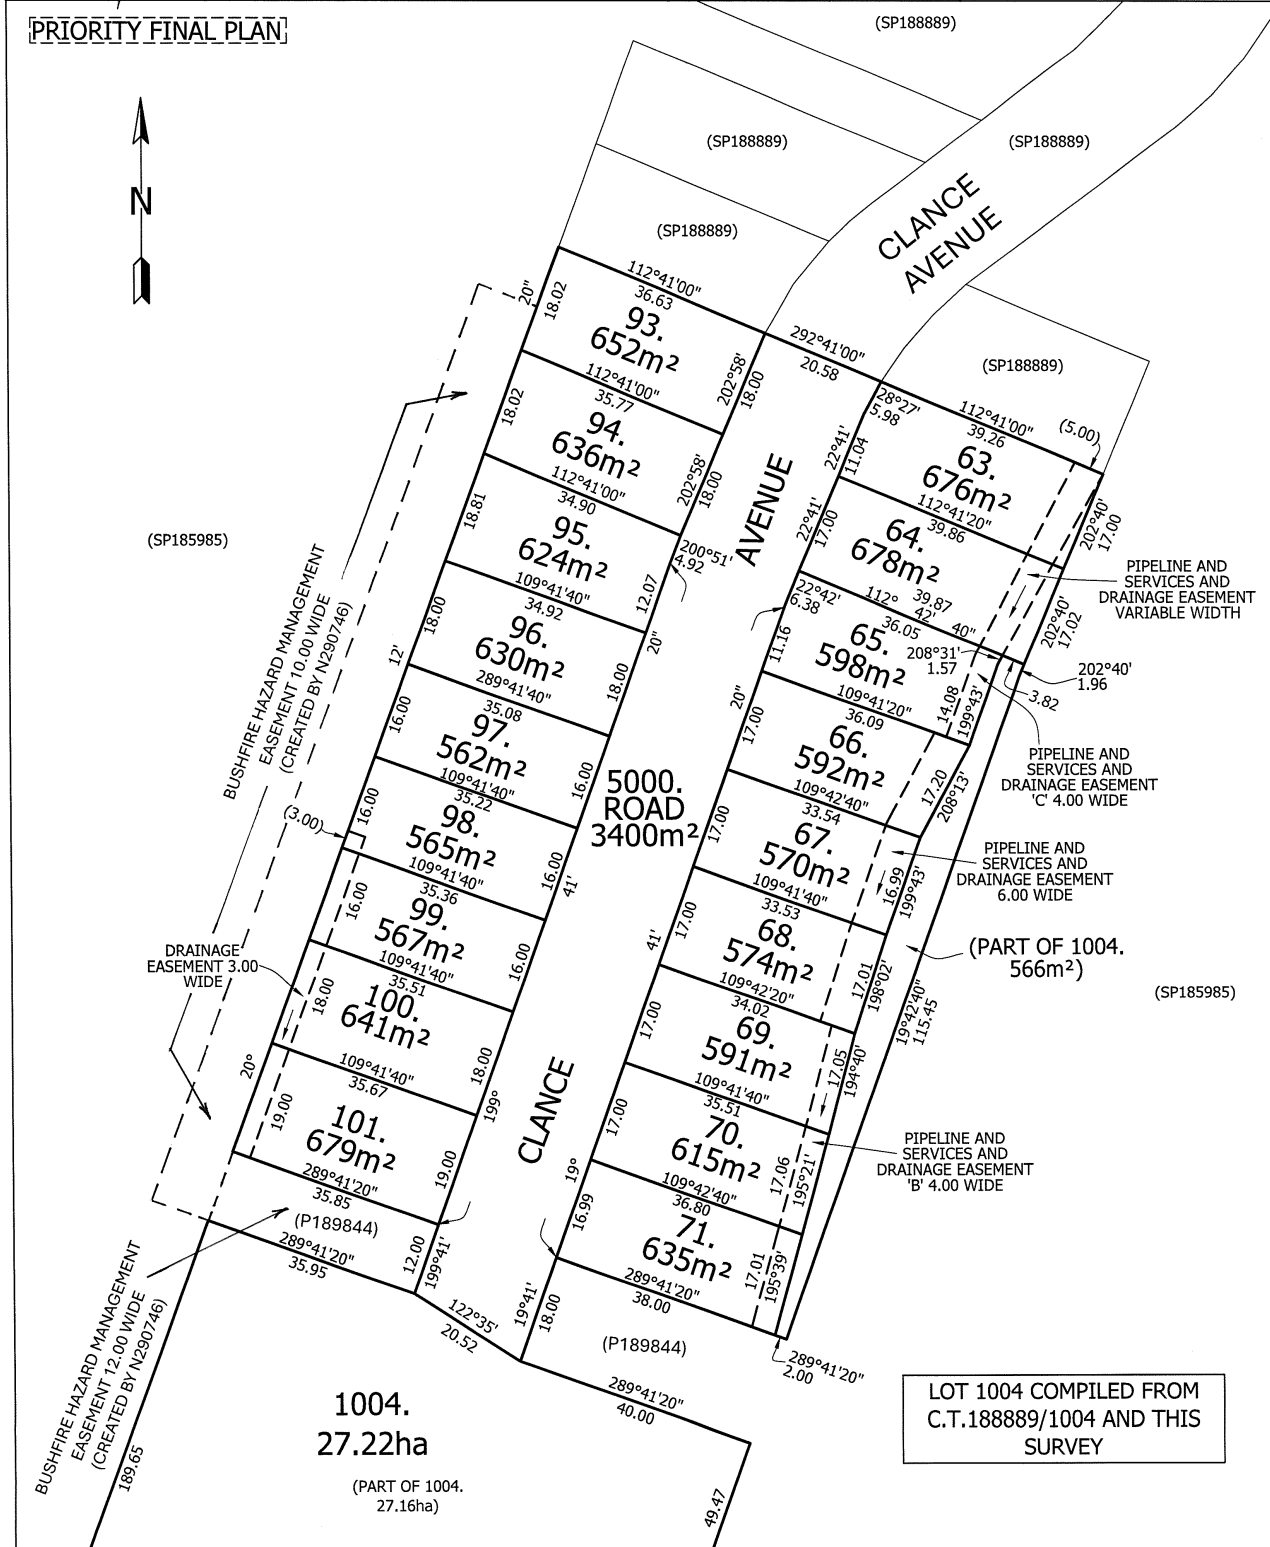 PRIORITY FINAL PLAN
(SP188889)
(SP188889)
(SP188889)
(SP188889)
(SP188889)
(SP185985)
(SP185985)
N
CLANCE
AVENUE
112°41'00"
36.63
20"
18.02
93.
652m²
202°58'
18.00
292°41'00"
20.58
112°41'00"
35.77
18.02
94.
636m²
202°58'
18.00
112°41'00"
34.90
18.81
95.
624m²
200°51'
4.92
12.07
109°41'40"
34.92
18.00
96.
630m²
20"
18.00
12'
289°41'40"
35.08
16.00
97.
562m²
16.00
109°41'40"
35.22
16.00
98.
565m²
16.00
41'
(3.00)
109°41'40"
35.36
16.00
99.
567m²
16.00
109°41'40"
35.51
18.00
100.
641m²
18.00
199°
109°41'40"
35.67
20°
19.00
101.
679m²
19.00
289°41'20"
35.85
(P189844)
12.00
199°41'
289°41'20"
35.95
122°35'
20.52
AVENUE
CLANCE
5000.
ROAD
3400m²
28°27'
5.98
112°41'00"
39.26
(5.00)
22°41'
11.04
63.
676m²
202°40'
17.00
112°41'20"
39.86
22°41'
17.00
64.
678m²
202°40'
17.02
112° 42' 40"
39.87
36.05
22°42'
6.38
11.16
65.
598m²
208°31'
1.57
202°40'
1.96
3.82
14.08
199°43'
109°41'20"
36.09
20"
17.00
66.
592m²
17.20
208°13'
109°42'40"
33.54
17.00
67.
570m²
16.99
199°43'
109°41'40"
33.53
41'
17.00
68.
574m²
17.01
198°02'
109°42'20"
34.02
17.00
69.
591m²
17.05
194°40'
109°41'40"
35.51
17.00
70.
615m²
17.06
195°21'
109°42'40"
36.80
19°
16.99
71.
635m²
17.01
195°39'
289°41'20"
38.00
289°41'20"
2.00
19°41'
18.00
(P189844)
289°41'20"
40.00
49.47
19°42'40"
115.45
(PART OF 1004.
566m²)
PIPELINE AND
SERVICES AND
DRAINAGE EASEMENT
VARIABLE WIDTH
PIPELINE AND
SERVICES AND
DRAINAGE EASEMENT
'C' 4.00 WIDE
PIPELINE AND
SERVICES AND
DRAINAGE EASEMENT
6.00 WIDE
PIPELINE AND
SERVICES AND
DRAINAGE EASEMENT
'B' 4.00 WIDE
BUSHFIRE HAZARD MANAGEMENT
EASEMENT 10.00 WIDE
(CREATED BY N290746)
DRAINAGE
EASEMENT 3.00
WIDE
BUSHFIRE HAZARD MANAGEMENT
EASEMENT 12.00 WIDE
(CREATED BY N290746)
189.65
1004.
27.22ha
(PART OF 1004.
27.16ha)
LOT 1004 COMPILED FROM
C.T.188889/1004 AND THIS
SURVEY